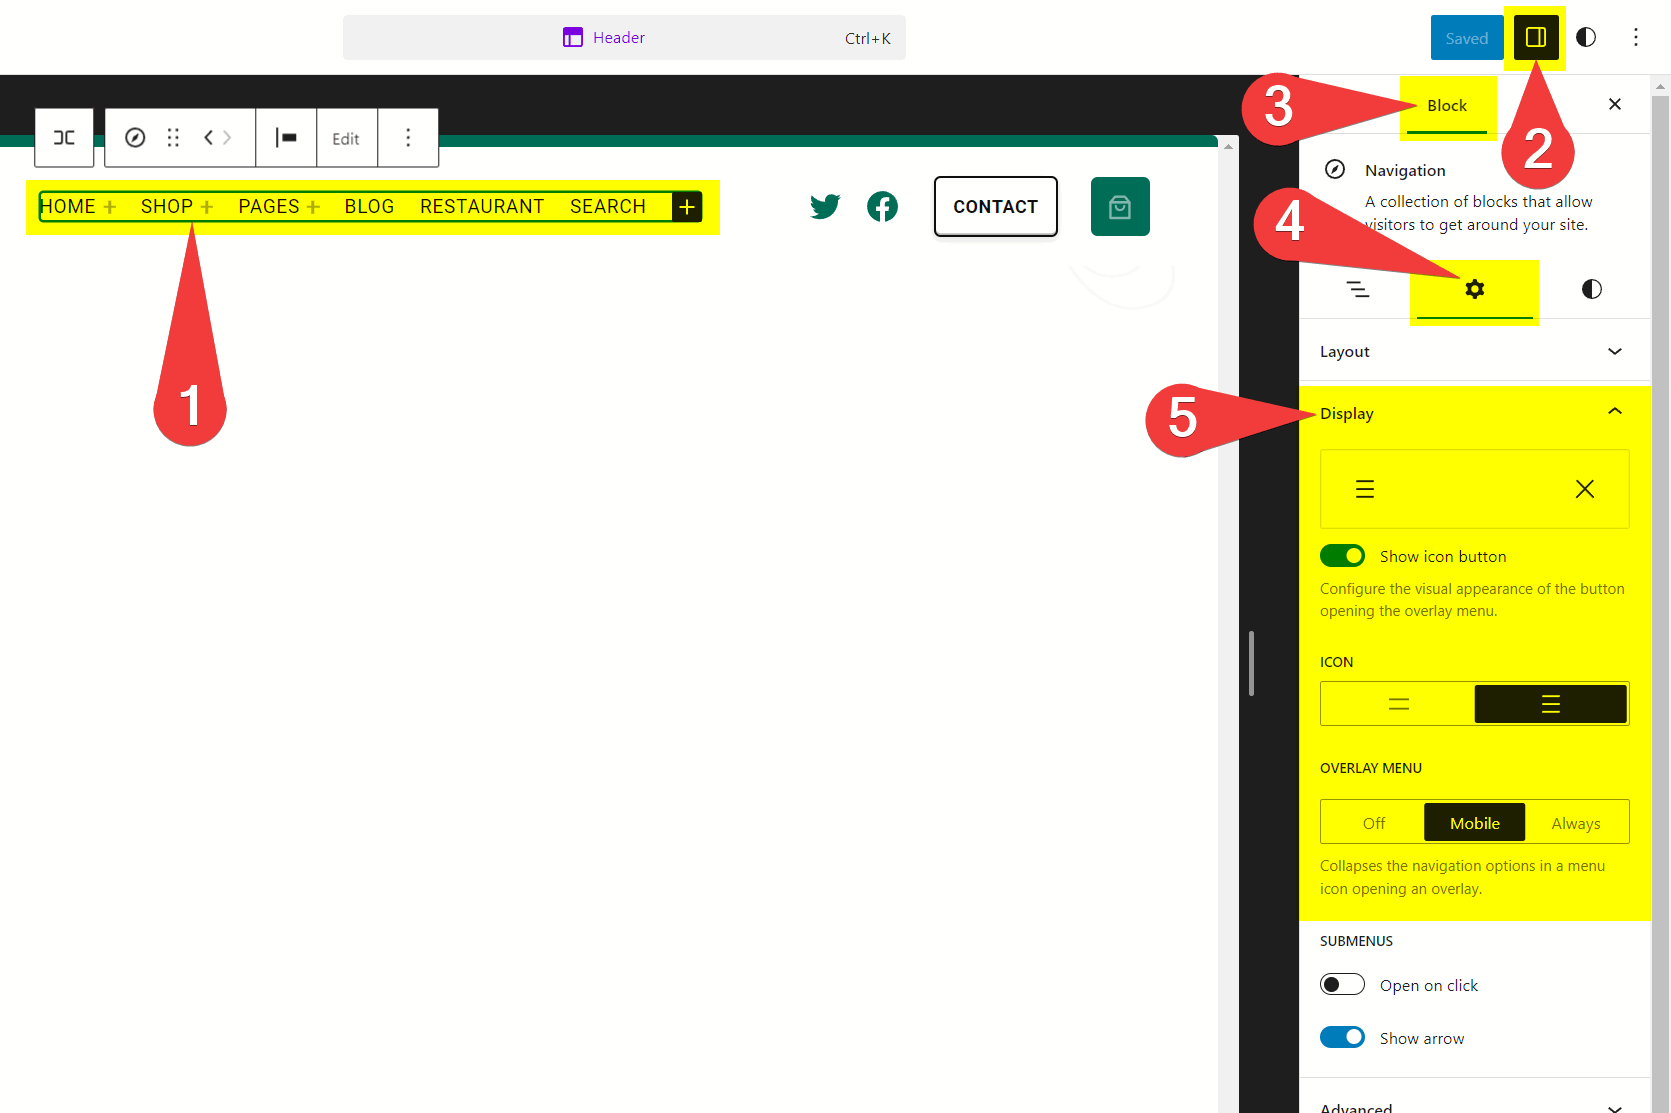 Header
Ctrl+K
Saved
Edit
HOME + SHOP + PAGES + BLOG RESTAURANT SEARCH +
CONTACT
1
2
3
Block
Navigation
A collection of blocks that allow
visitors to get around your site.
4
Layout
5
Display
Show icon button
Configure the visual appearance of the button
opening the overlay menu.
ICON
OVERLAY MENU
Off
Mobile
Always
Collapses the navigation options in a menu
icon opening an overlay.
SUBMENUS
Open on click
Show arrow
Advanced